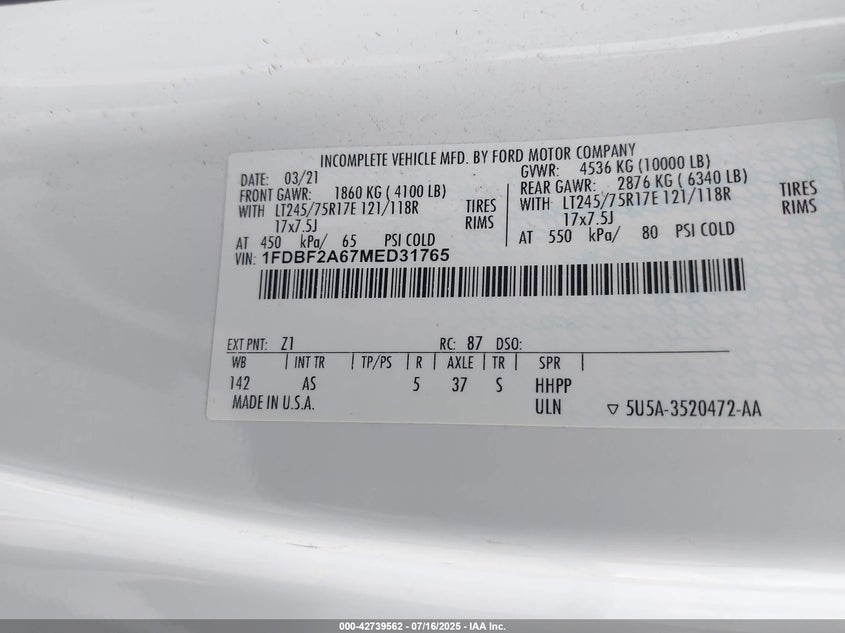 INCOMPLETE VEHICLE MFD. BY FORD MOTOR COMPANY
DATE: 03/21 GVWR: 4536 KG (10000 LB)
FRONT GAWR: 1860 KG ( 4100 LB) REAR GAWR: 2876 KG ( 6340 LB)
WITH LT245/75R17E 121/118R TIRES WITH LT245/75R17E 121/118R TIRES
17x7.5J RIMS 17x7.5J RIMS
AT 450 kPa/ 65 PSI COLD AT 550 kPa/ 80 PSI COLD
VIN: 1FDBF2A67MED31765
EXT PNT: Z1 RC: 87 DSO:
WB | INT TR | TP/PS | R | AXLE | TR | SPR |
142 AS 5 37 S HHPP
MADE IN U.S.A. ULN ▽ 5U5A-3520472-AA
000-42739562 - 07/16/2025 - IAA Inc.